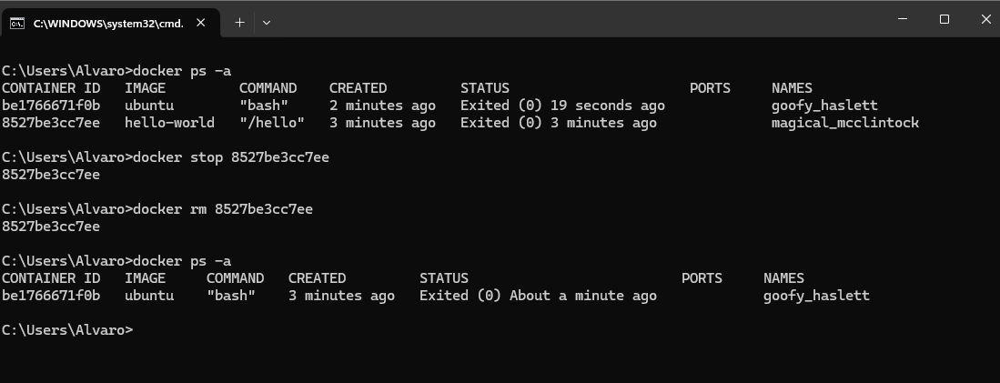 C:\WINDOWS\system32\cmd.
C:\Users\Alvaro>docker ps -a
CONTAINER ID   IMAGE         COMMAND    CREATED         STATUS                      PORTS     NAMES
be1766671f0b   ubuntu        "bash"     2 minutes ago   Exited (0) 19 seconds ago             goofy_haslett
8527be3cc7ee   hello-world   "/hello"   3 minutes ago   Exited (0) 3 minutes ago              magical_mcclintock
C:\Users\Alvaro>docker stop 8527be3cc7ee
8527be3cc7ee
C:\Users\Alvaro>docker rm 8527be3cc7ee
8527be3cc7ee
C:\Users\Alvaro>docker ps -a
CONTAINER ID   IMAGE     COMMAND   CREATED         STATUS                          PORTS     NAMES
be1766671f0b   ubuntu    "bash"    3 minutes ago   Exited (0) About a minute ago             goofy_haslett
C:\Users\Alvaro>